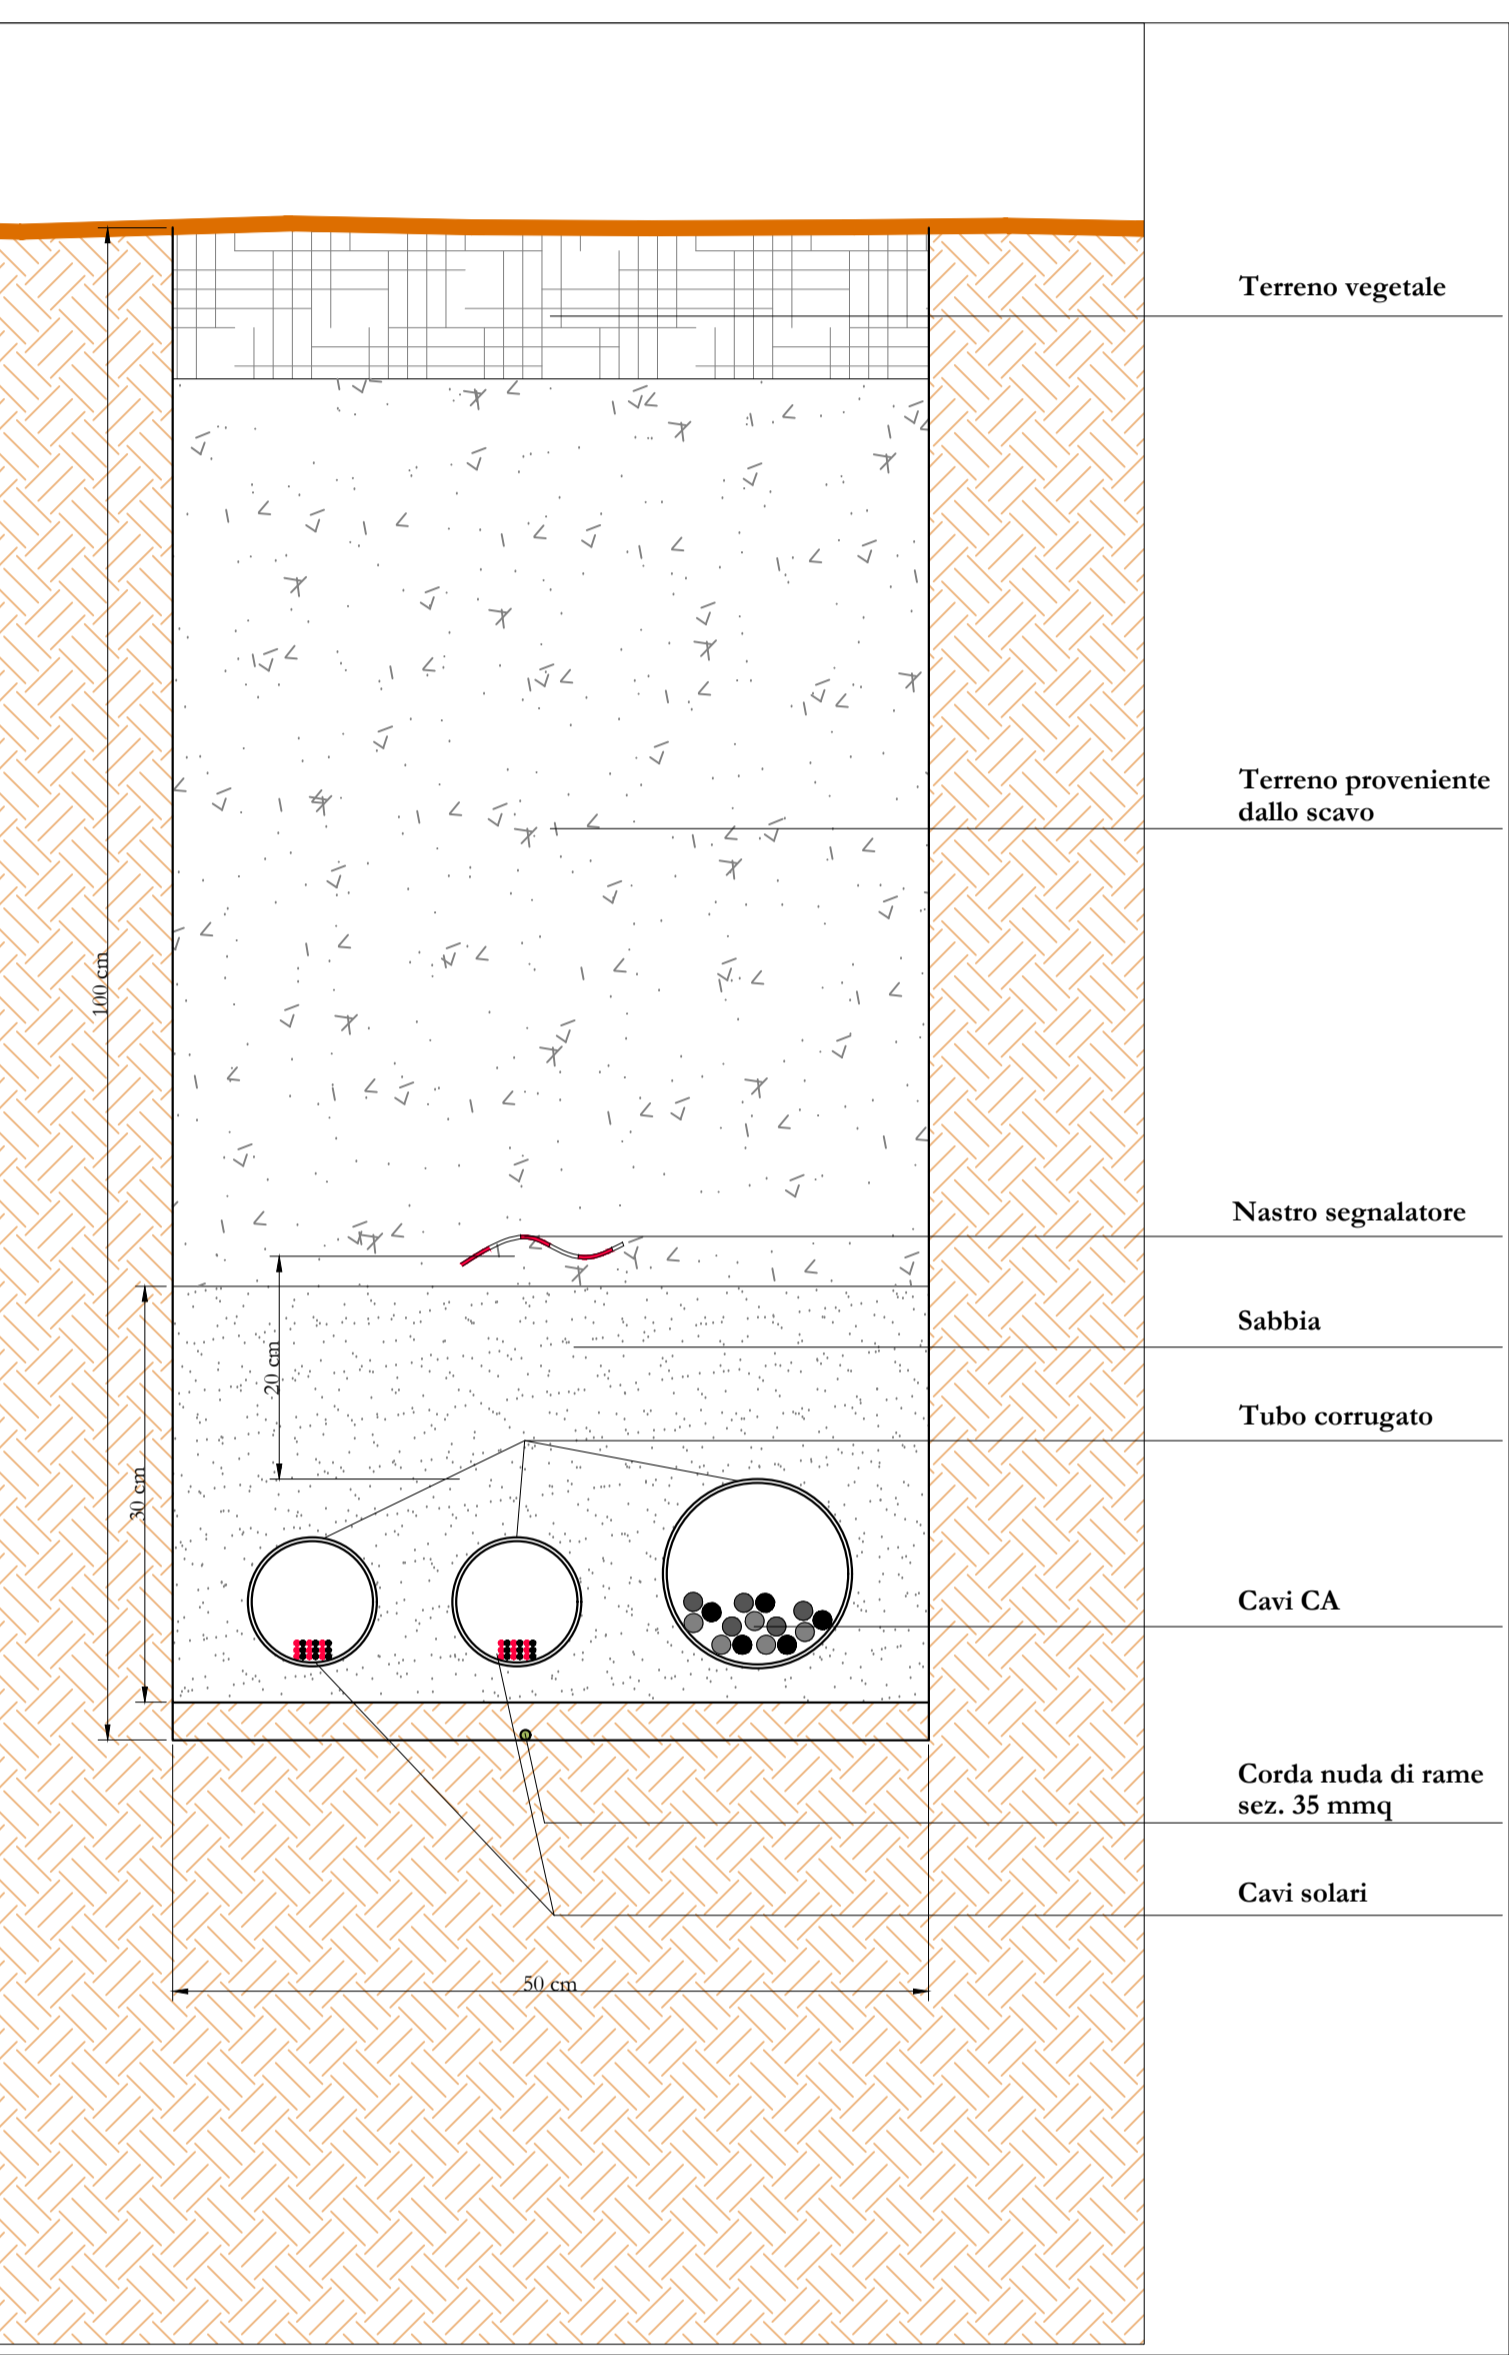 Terreno vegetale
Terreno proveniente
dallo scavo
100 cm
Nastro segnalatore
Sabbia
20 cm
Tubo corrugato
30 cm
Cavi CA
Corda nuda di rame
sez. 35 mmq
Cavi solari
50 cm